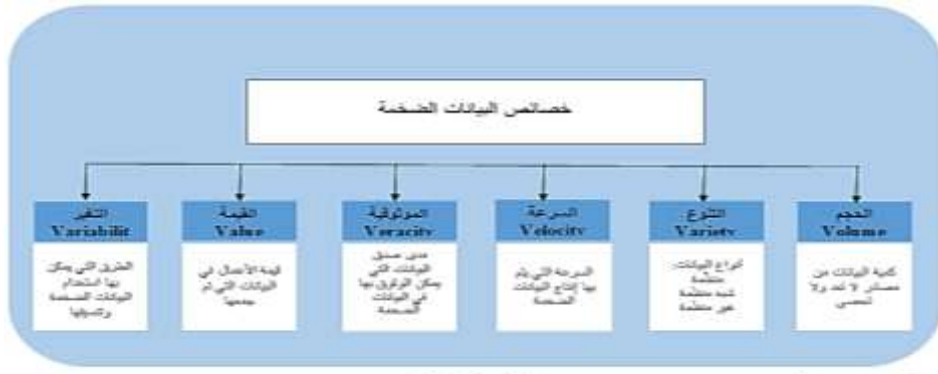 خصائص البيانات الضخمة
الحجم
Volume
كمية البيانات من
مصادر لا تعد ولا
تحصى
التنوع
Variety
أنواع البيانات:
منظمة
شبه منظمة
غير منظمة
السرعة
Velocity
السرعة التي يتم
بها إنتاج البيانات
الضخمة
الموثوقية
Veracity
مدى صدق
البيانات التي
يمكن الوثوق بها
في البيانات
الضخمة
القيمة
Value
قيمة الأعمال في
البيانات التي تم
جمعها
التغير
Variabilit
الطرق التي يمكن
بها استخدام
البيانات الضخمة
وتنسيقها